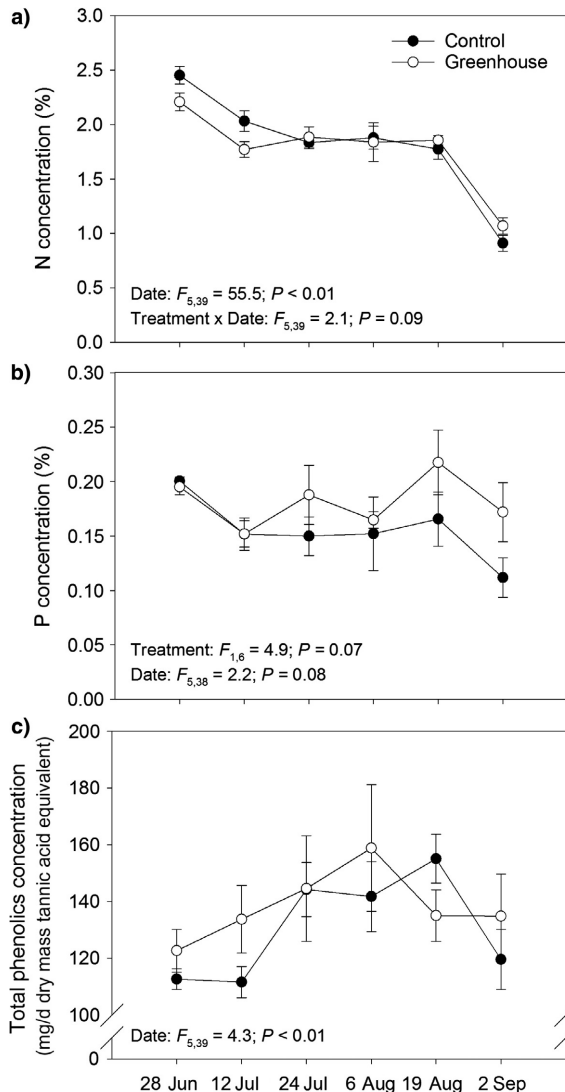 a)
3.0
2.5
2.0
1.5
1.0
0.5
0.0
N concentration (%)
Control
Greenhouse
Date: F5,39 = 55.5; P < 0.01
Treatment x Date: F5,39 = 2.1; P = 0.09
b)
0.30
0.25
0.20
0.15
0.10
0.05
0.00
P concentration (%)
Treatment: F1,6 = 4.9; P = 0.07
Date: F5,38 = 2.2; P = 0.08
c)
200
180
160
140
120
100
0
Total phenolics concentration
(mg/d dry mass tannic acid equivalent)
Date: F5,39 = 4.3; P < 0.01
28 Jun 12 Jul 24 Jul 6 Aug 19 Aug 2 Sep